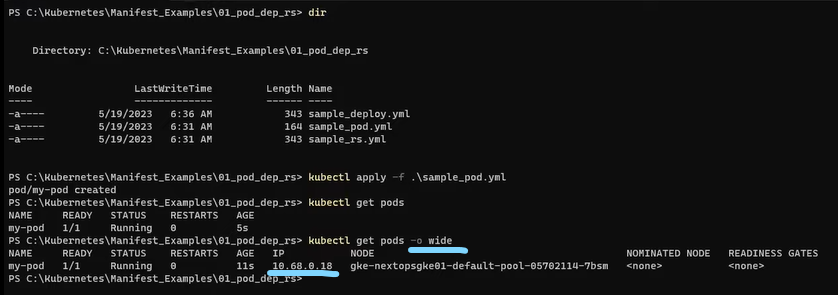 PS C:\Kubernetes\Manifest_Examples\01_pod_dep_rs> dir
Directory: C:\Kubernetes\Manifest_Examples\01_pod_dep_rs
Mode LastWriteTime Length Name
---- ------------- ------ ----
-a---- 5/19/2023 6:36 AM 343 sample_deploy.yml
-a---- 5/19/2023 6:31 AM 164 sample_pod.yml
-a---- 5/19/2023 6:31 AM 343 sample_rs.yml
PS C:\Kubernetes\Manifest_Examples\01_pod_dep_rs> kubectl apply -f .\sample_pod.yml
pod/my-pod created
PS C:\Kubernetes\Manifest_Examples\01_pod_dep_rs> kubectl get pods
NAME READY STATUS RESTARTS AGE
my-pod 1/1 Running 0 5s
PS C:\Kubernetes\Manifest_Examples\01_pod_dep_rs> kubectl get pods -o wide
NAME READY STATUS RESTARTS AGE IP NODE NOMINATED NODE READINESS GATES
my-pod 1/1 Running 0 11s 10.68.0.18 gke-nextopsgke01-default-pool-05702114-7bsm <none> <none>
PS C:\Kubernetes\Manifest_Examples\01_pod_dep_rs>